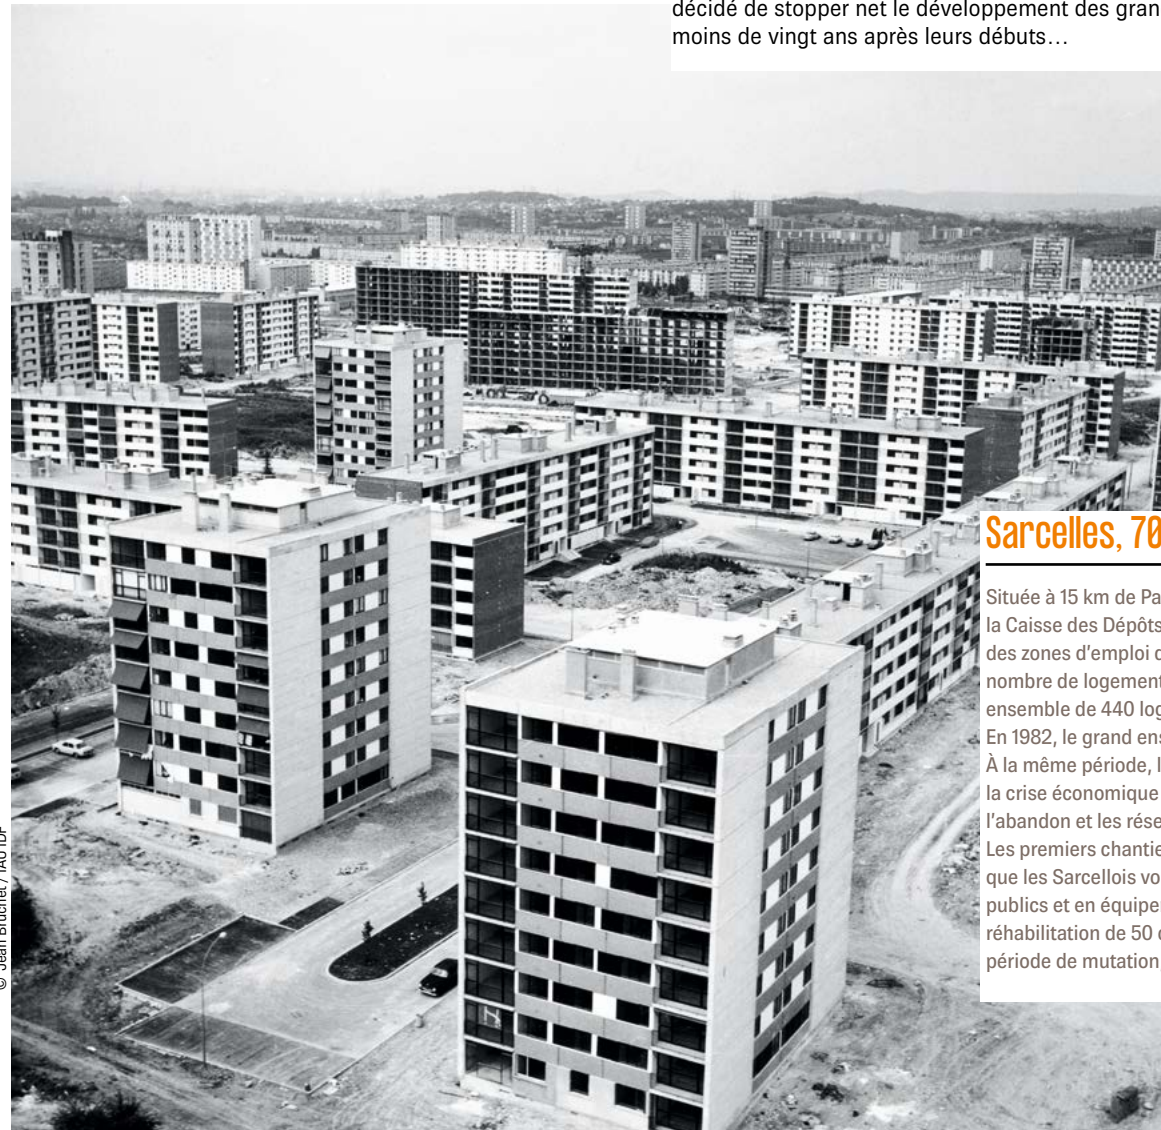 décidé de stopper net le développement des gran
moins de vingt ans après leurs débuts…
Sarcelles, 70
Située à 15 km de Pa
la Caisse des Dépôts
des zones d'emploi d
nombre de logement
ensemble de 440 log
En 1982, le grand ens
À la même période, l
la crise économique
l'abandon et les rése
Les premiers chantie
que les Sarcellois vo
publics et en équipe
réhabilitation de 50 
période de mutation,
© Jean Bruchet / IAU IDF